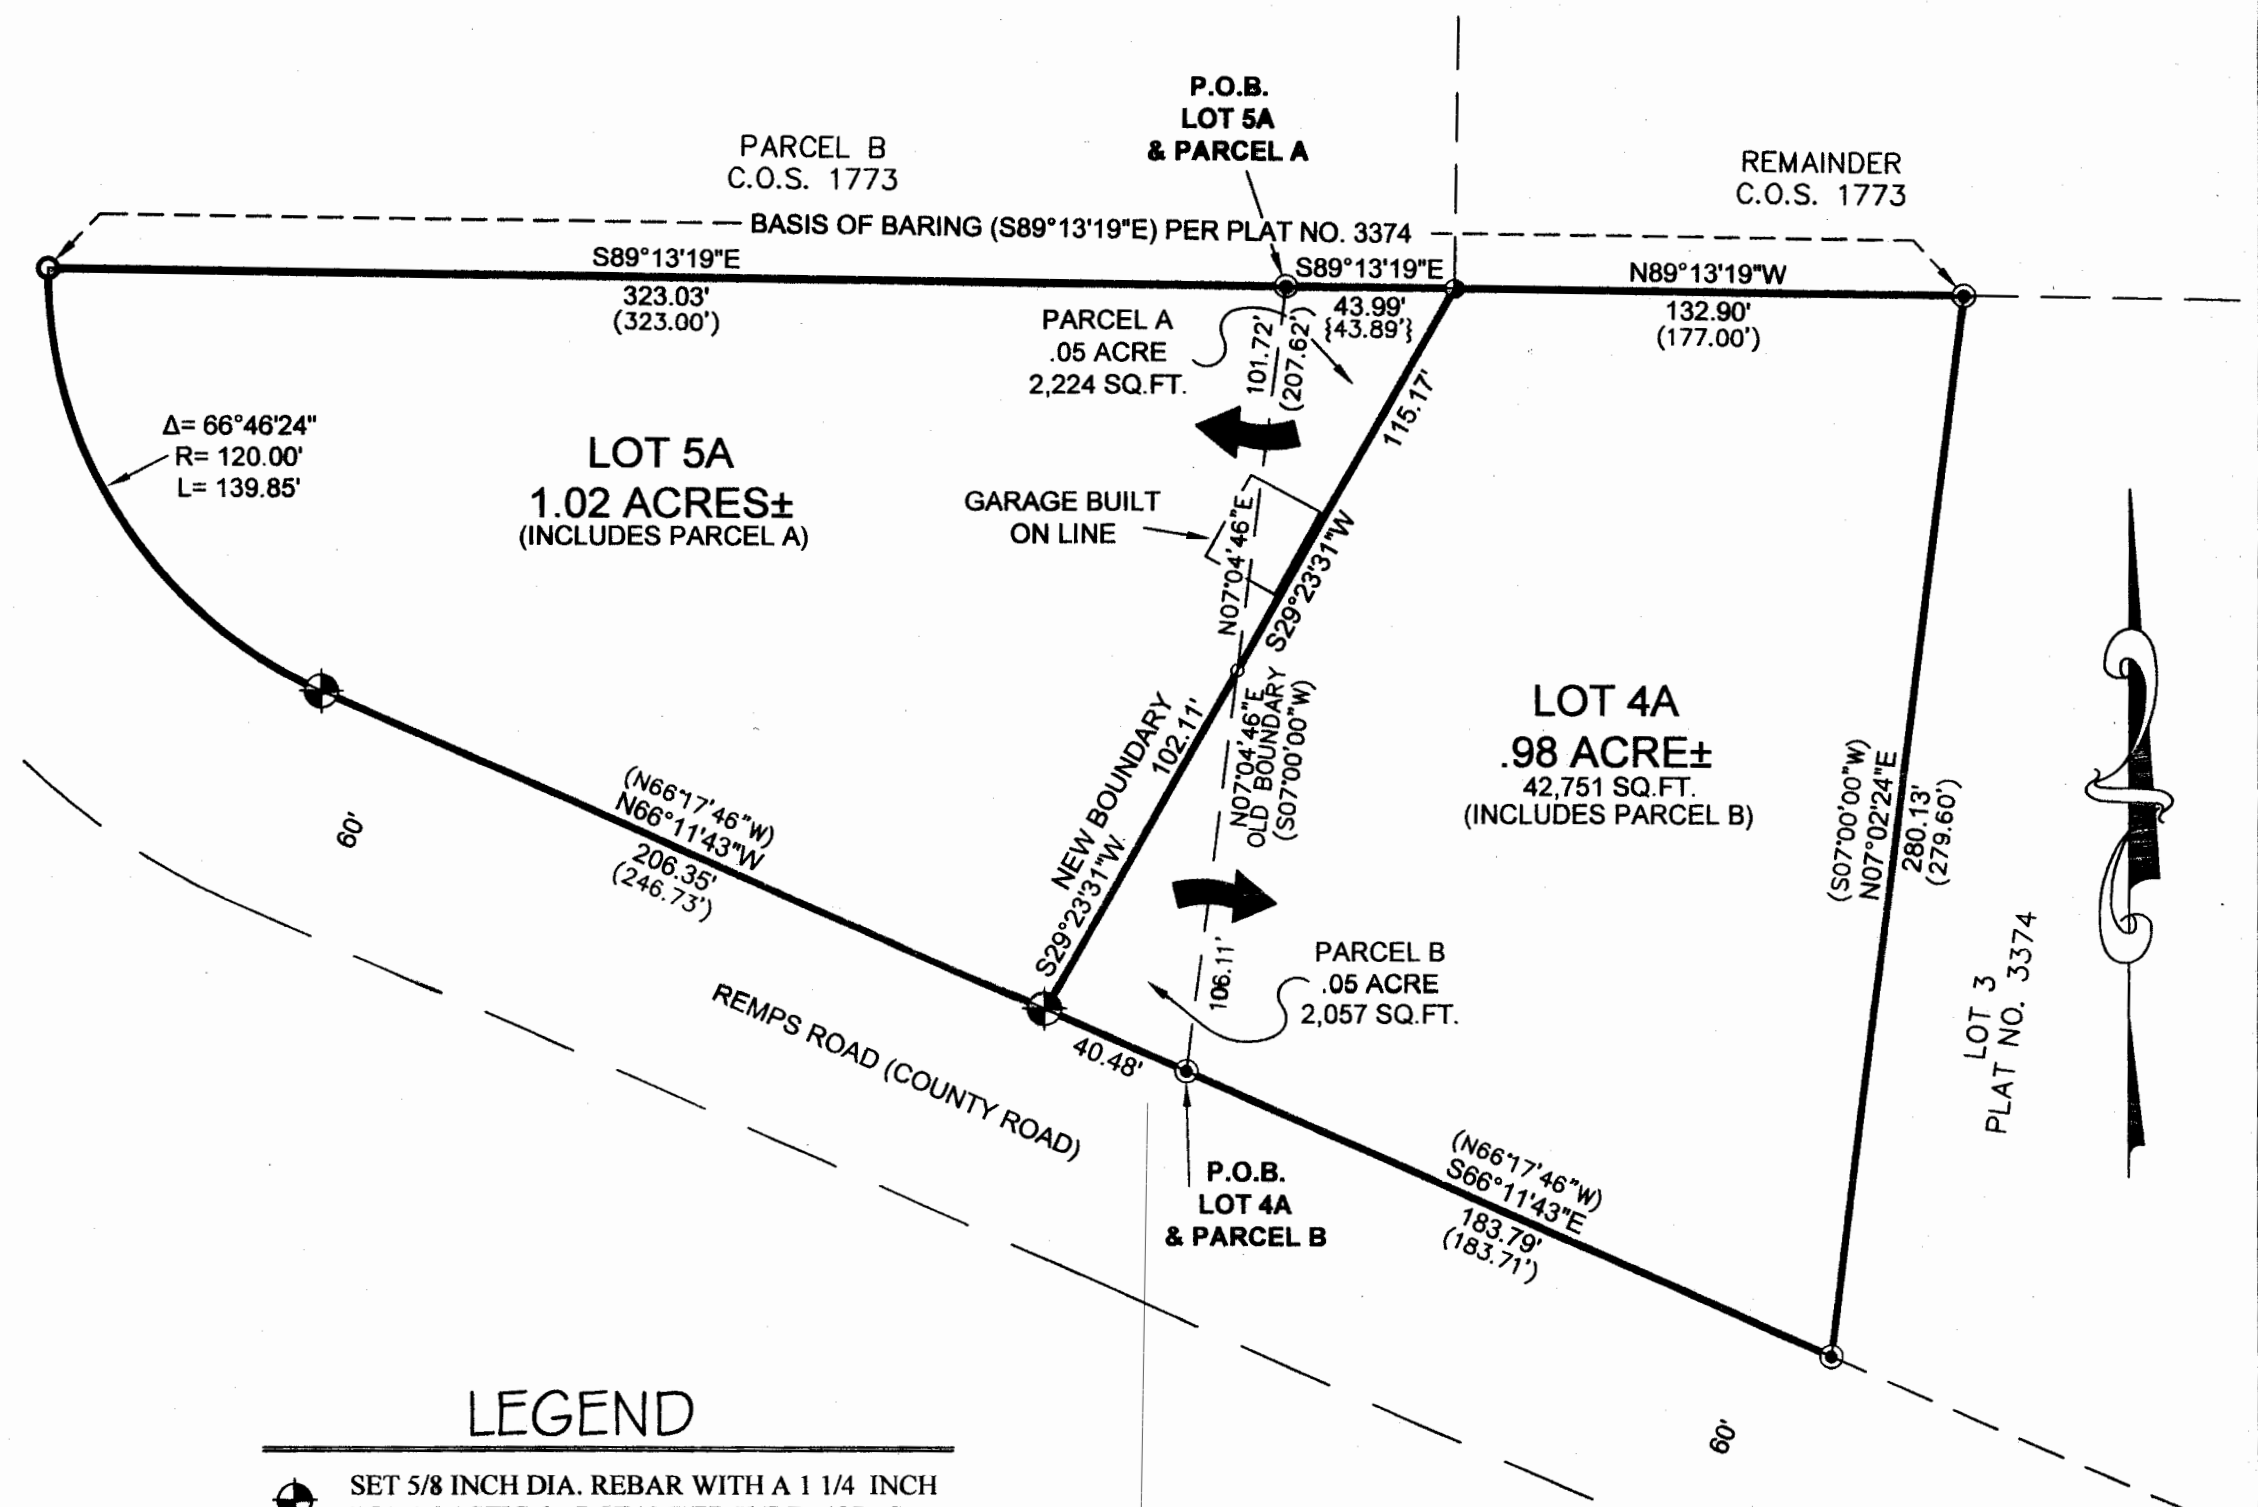 P.O.B.
LOT 5A
& PARCEL A
PARCEL B
C.O.S. 1773
REMAINDER
C.O.S. 1773
BASIS OF BARING (S89°13'19"E) PER PLAT NO. 3374
S89°13'19"E
323.03'
(323.00')
S89°13'19"E
43.99'
{43.89'}
N89°13'19"W
132.90'
(177.00')
PARCEL A
.05 ACRE
2,224 SQ.FT.
101.72'
(207.62')
115.17'
Δ= 66°46'24"
R= 120.00'
L= 139.85'
LOT 5A
1.02 ACRES±
(INCLUDES PARCEL A)
GARAGE BUILT
ON LINE
N07°04'46"E
S29°23'31"W
NEW BOUNDARY
102.11'
S29°23'31"W
N07°04'46"E
OLD BOUNDARY
(S07°00'00"W)
LOT 4A
.98 ACRE±
42,751 SQ.FT.
(INCLUDES PARCEL B)
(S07°00'00"W)
N07°02'24"E
280.13'
(279.60')
60'
(N66°17'46"W)
N66°11'43"W
206.35'
(246.73')
106.11'
PARCEL B
.05 ACRE
2,057 SQ.FT.
LOT 3
PLAT NO. 3374
REMPS ROAD (COUNTY ROAD)
40.48'
P.O.B.
LOT 4A
& PARCEL B
(N66°17'46"W)
S66°11'43"E
183.79'
(183.71')
60'
LEGEND
SET 5/8 INCH DIA. REBAR WITH A 1 1/4 INCH